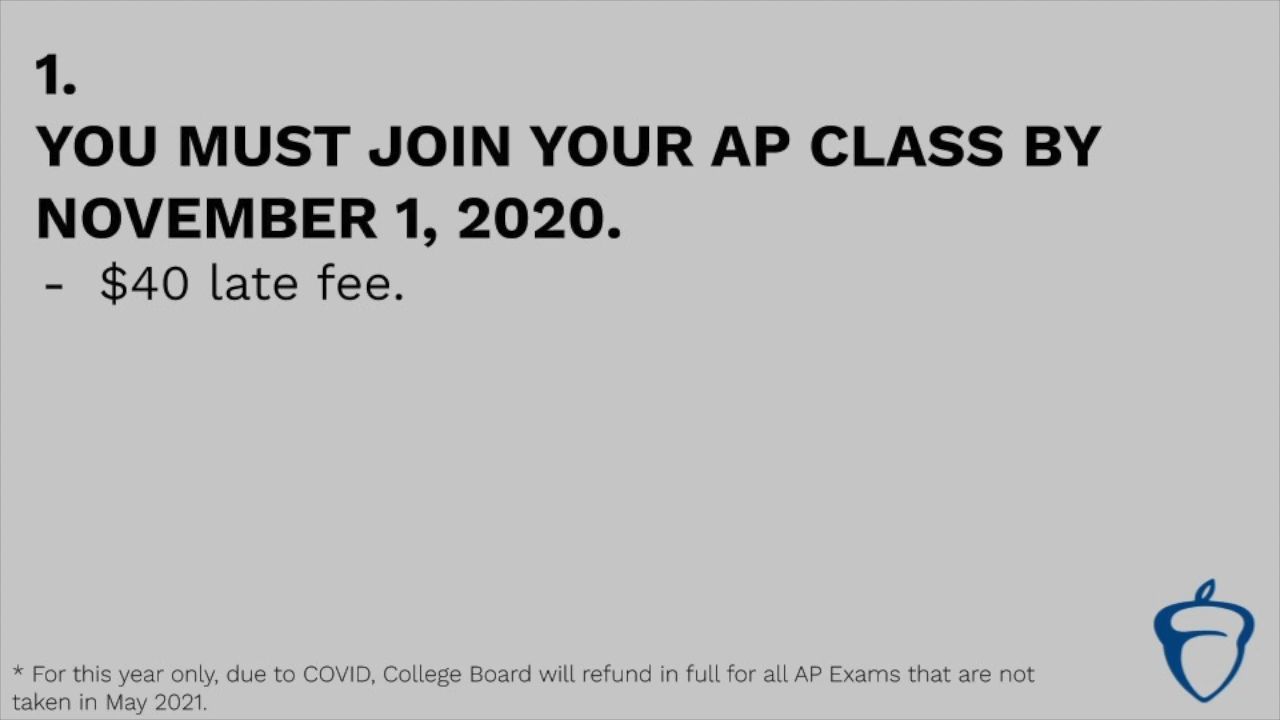 1.
YOU MUST JOIN YOUR AP CLASS BY
NOVEMBER 1, 2020.
- $40 late fee.
* For this year only, due to COVID, College Board will refund in full for all AP Exams that are not
taken in May 2021.